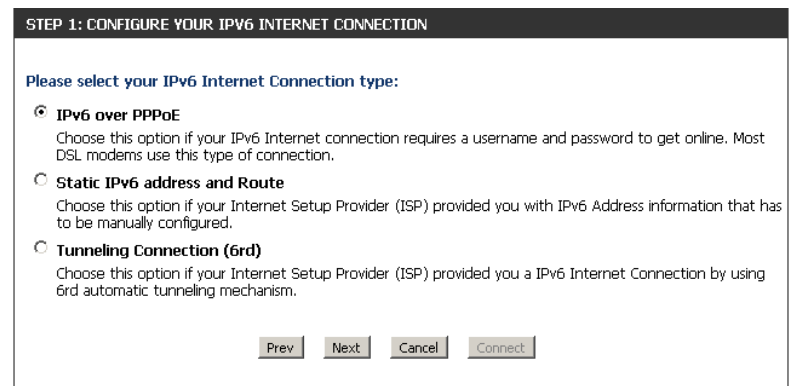 STEP 1: CONFIGURE YOUR IPV6 INTERNET CONNECTION
Please select your IPv6 Internet Connection type:
IPv6 over PPPoE
Choose this option if your IPv6 Internet connection requires a username and password to get online. Most
DSL modems use this type of connection.
Static IPv6 address and Route
Choose this option if your Internet Setup Provider (ISP) provided you with IPv6 Address information that has
to be manually configured.
Tunneling Connection (6rd)
Choose this option if your Internet Setup Provider (ISP) provided you a IPv6 Internet Connection by using
6rd automatic tunneling mechanism.
Prev Next Cancel Connect